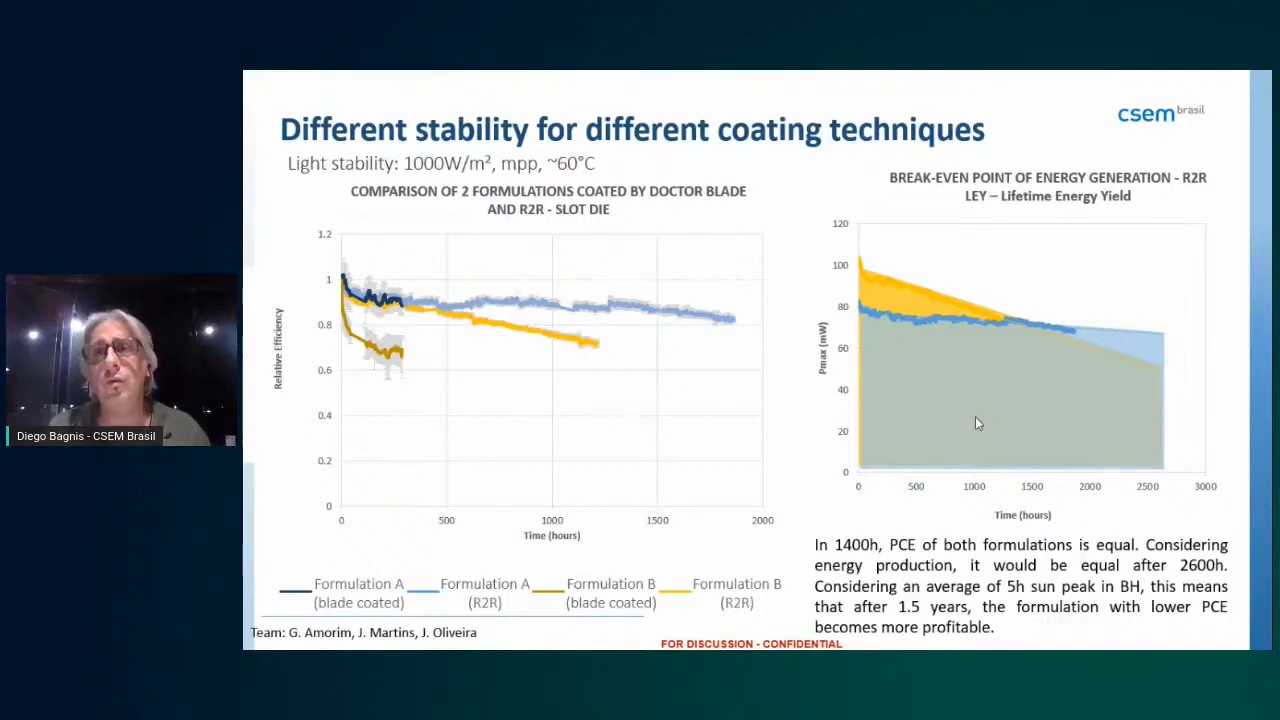 Different stability for different coating techniques
csem brasil
Light stability: 1000W/m², mpp, ~60°C
COMPARISON OF 2 FORMULATIONS COATED BY DOCTOR BLADE
AND R2R - SLOT DIE
1.2
1
0.8
0.6
0.4
0.2
0
Relative Efficiency
0
500
1000
1500
2000
Time (hours)
Formulation A
(blade coated)
Formulation A
(R2R)
Formulation B
(blade coated)
Formulation B
(R2R)
Team: G. Amorim, J. Martins, J. Oliveira
BREAK-EVEN POINT OF ENERGY GENERATION - R2R
LEY – Lifetime Energy Yield
120
100
80
60
40
20
0
Pmax (mW)
0
500
1000
1500
2000
2500
3000
Time (hours)
In 1400h, PCE of both formulations is equal. Considering
energy production, it would be equal after 2600h.
Considering an average of 5h sun peak in BH, this means
that after 1.5 years, the formulation with lower PCE
becomes more profitable.
FOR DISCUSSION - CONFIDENTIAL
Diego Bagnis - CSEM Brasil